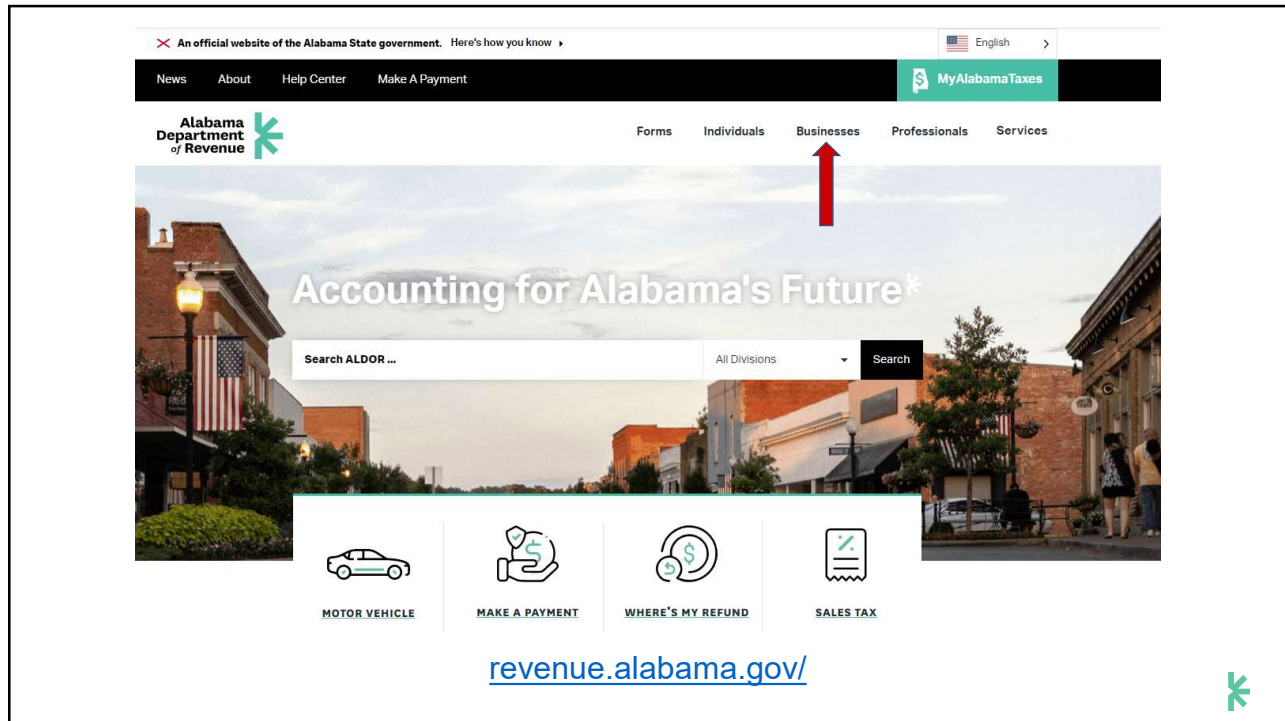 An official website of the Alabama State government. Here's how you know
English
News About Help Center Make A Payment
MyAlabamaTaxes
Alabama
Department
of Revenue
Forms Individuals Businesses Professionals Services
Accounting for Alabama's Future
Search ALDOR ... All Divisions Search
MOTOR VEHICLE MAKE A PAYMENT WHERE'S MY REFUND SALES TAX
revenue.alabama.gov/